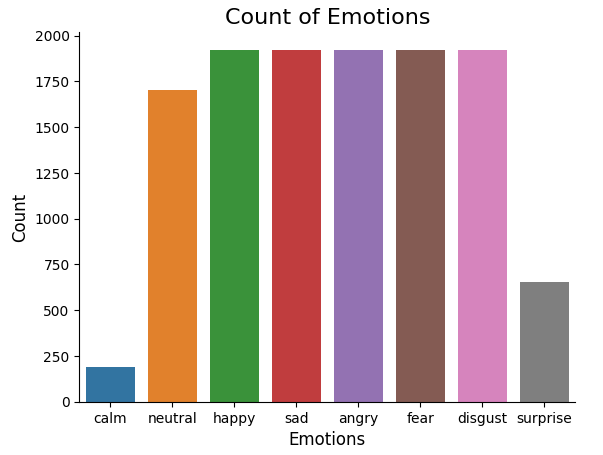 Count of Emotions
2000
1750
1500
1250
1000
750
500
250
0
Count
calm neutral happy sad angry fear disgust surprise
Emotions